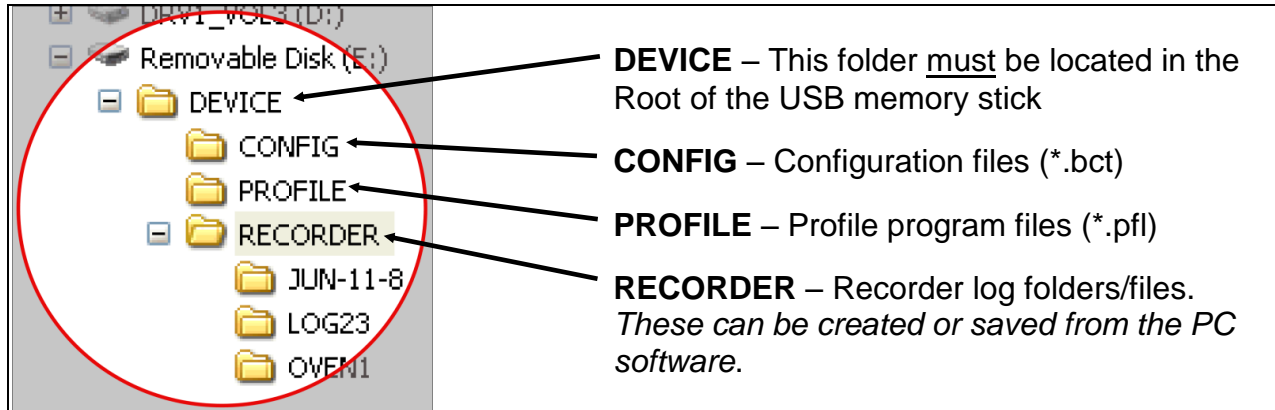 DRV1_VOL3 (D:)
Removable Disk (E:)
DEVICE
CONFIG
PROFILE
RECORDER
JUN-11-8
LOG23
OVEN1
DEVICE – This folder must be located in the
Root of the USB memory stick
CONFIG – Configuration files (*.bct)
PROFILE – Profile program files (*.pfl)
RECORDER – Recorder log folders/files.
These can be created or saved from the PC
software.